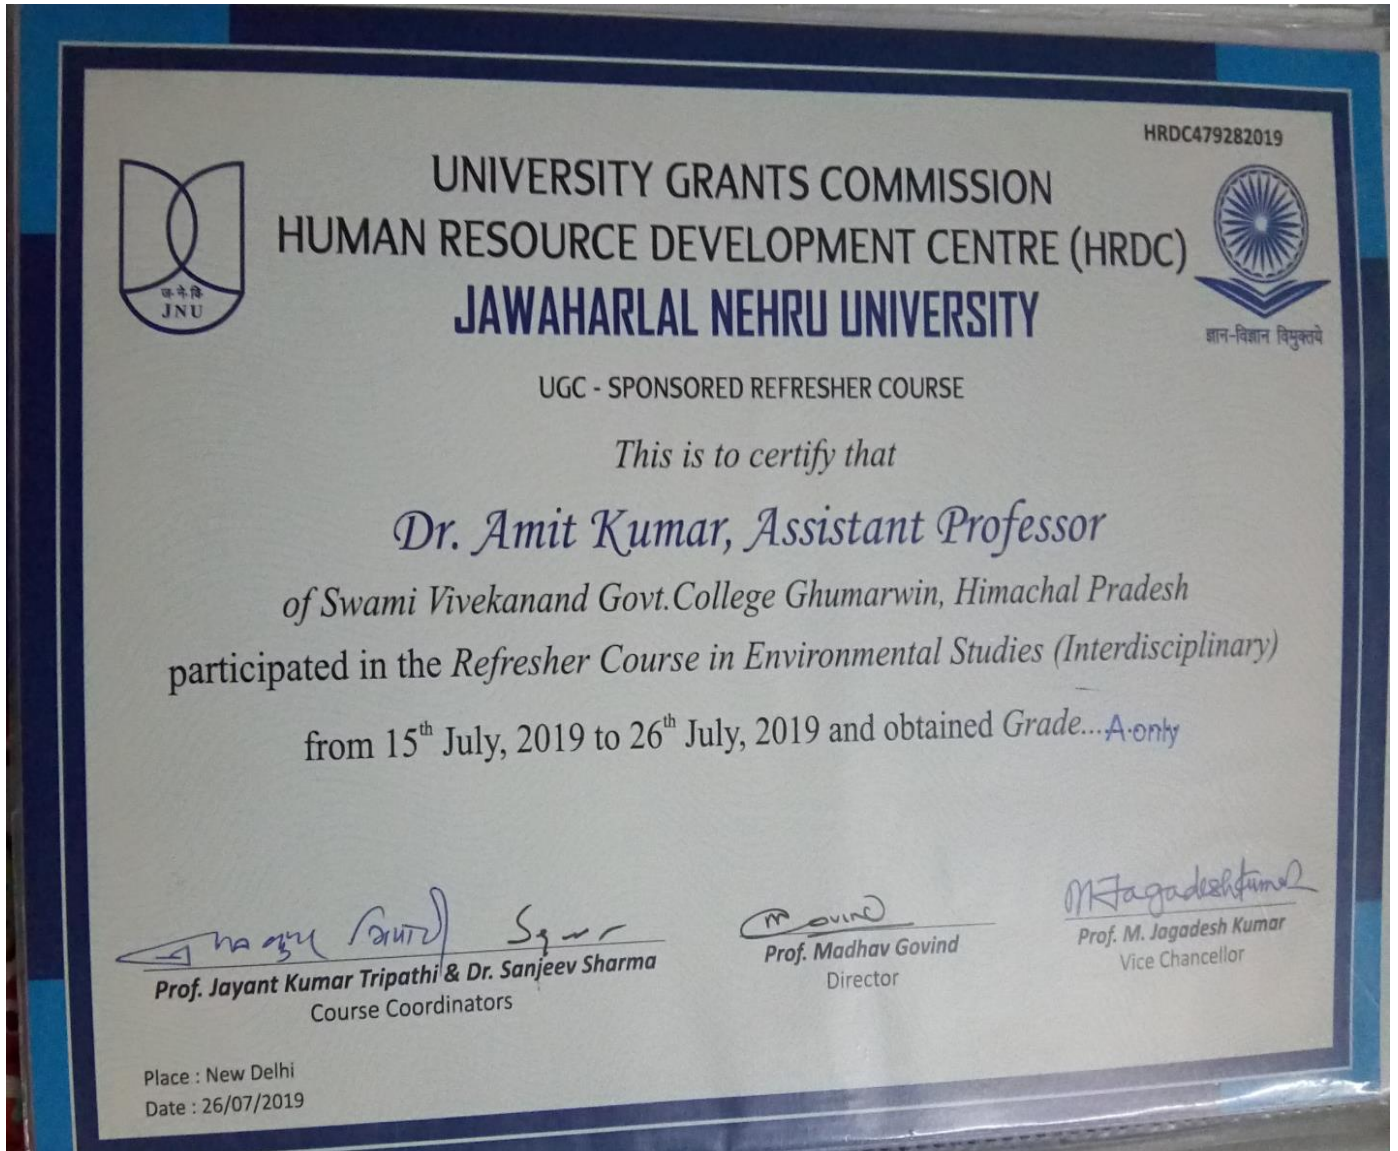 HRDC479282019
UNIVERSITY GRANTS COMMISSION
HUMAN RESOURCE DEVELOPMENT CENTRE (HRDC)
JAWAHARLAL NEHRU UNIVERSITY
ज·ने·वि
JNU
ज्ञान-विज्ञान विमुक्तये
UGC - SPONSORED REFRESHER COURSE
This is to certify that
Dr. Amit Kumar, Assistant Professor
of Swami Vivekanand Govt.College Ghumarwin, Himachal Pradesh
participated in the Refresher Course in Environmental Studies (Interdisciplinary)
from 15th July, 2019 to 26th July, 2019 and obtained Grade...A-only
MJagadeshKumar
Prof. Jayant Kumar Tripathi & Dr. Sanjeev Sharma
Course Coordinators
Prof. Madhav Govind
Director
Prof. M. Jagadesh Kumar
Vice Chancellor
Place : New Delhi
Date : 26/07/2019